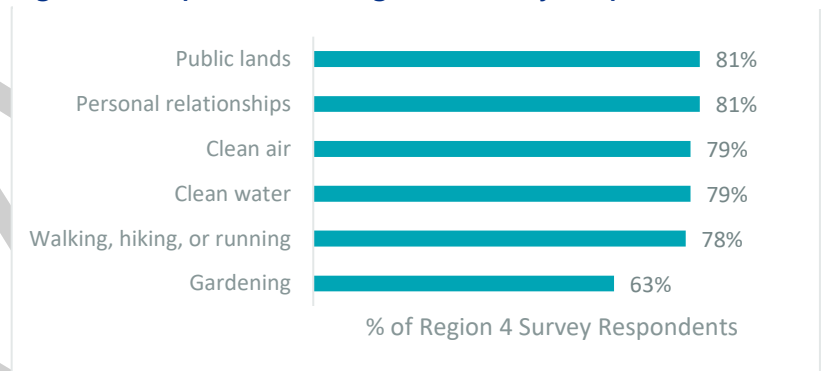 Public lands 81%
Personal relationships 81%
Clean air 79%
Clean water 79%
Walking, hiking, or running 78%
Gardening 63%
% of Region 4 Survey Respondents